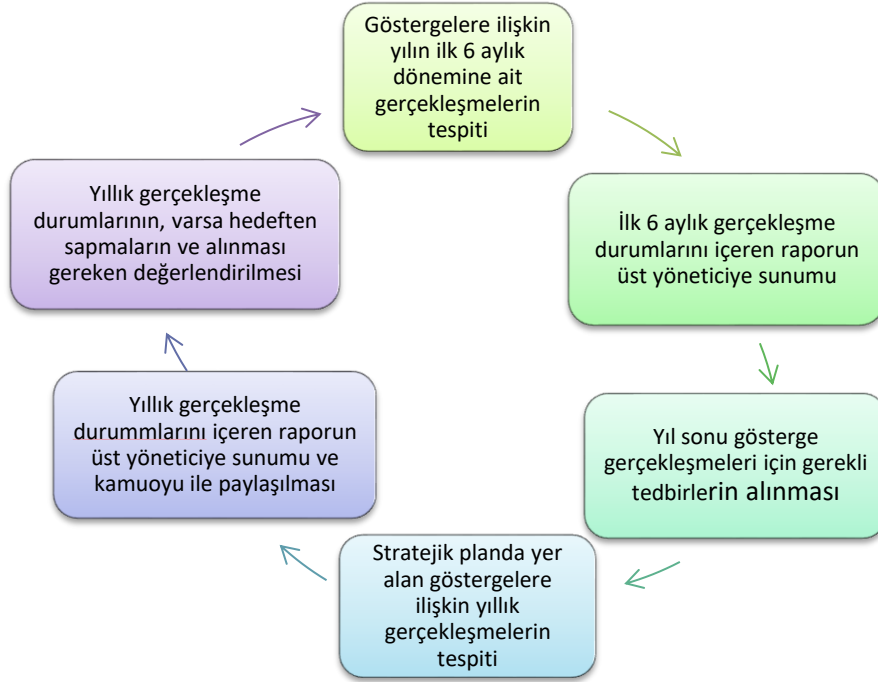 Göstergelere ilişkin
yılın ilk 6 aylık
dönemine ait
gerçekleşmelerin
tespiti
İlk 6 aylık gerçekleşme
durumlarını içeren raporun
üst yöneticiye sunumu
Yıl sonu gösterge
gerçekleşmeleri için gerekli
tedbirlerin alınması
Stratejik planda yer
alan göstergelere
ilişkin yıllık
gerçekleşmelerin
tespiti
Yıllık gerçekleşme
durummlarını içeren raporun
üst yöneticiye sunumu ve
kamuoyu ile paylaşılması
Yıllık gerçekleşme
durumlarının, varsa hedeften
sapmaların ve alınması
gereken değerlendirilmesi